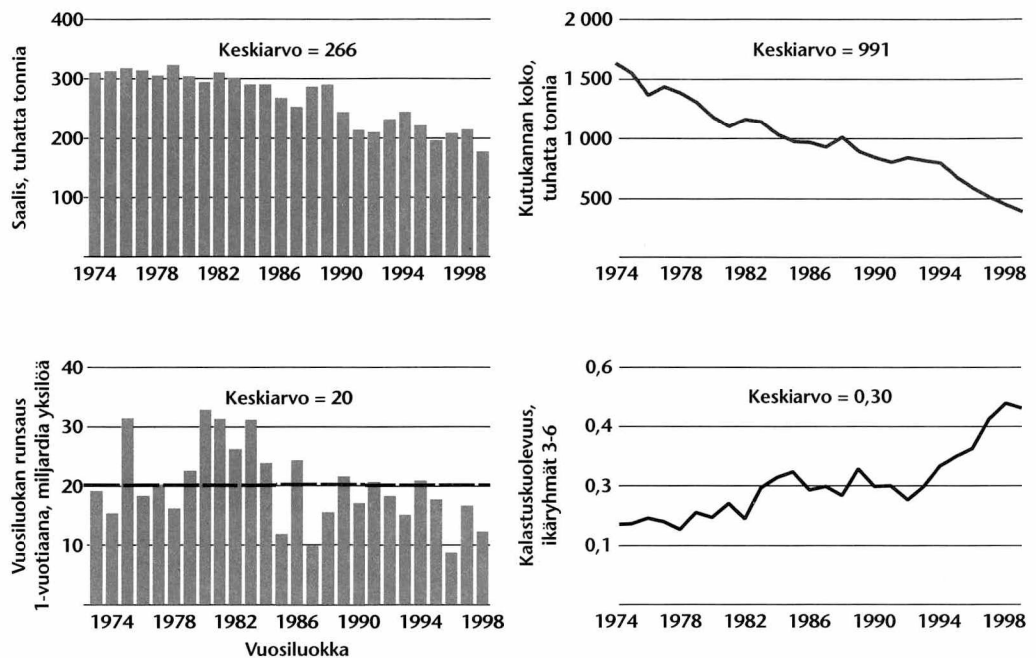 Saalis, tuhatta tonnia
400
300
200
100
Keskiarvo = 266
1974 1978 1982 1986 1990 1994 1998
Kutukannan koko,
tuhatta tonnia
2 000
1 500
1 000
500
Keskiarvo = 991
1974 1978 1982 1986 1990 1994 1998
Vuosiluokan runsaus
1-vuotiaana, miljardia yksilöä
40
30
20
10
Keskiarvo = 20
1974 1978 1982 1986 1990 1994 1998
Vuosiluokka
Kalastuskuolevuus,
ikäryhmät 3-6
0,6
0,4
0,3
0,1
Keskiarvo = 0,30
1974 1978 1982 1986 1990 1994 1998